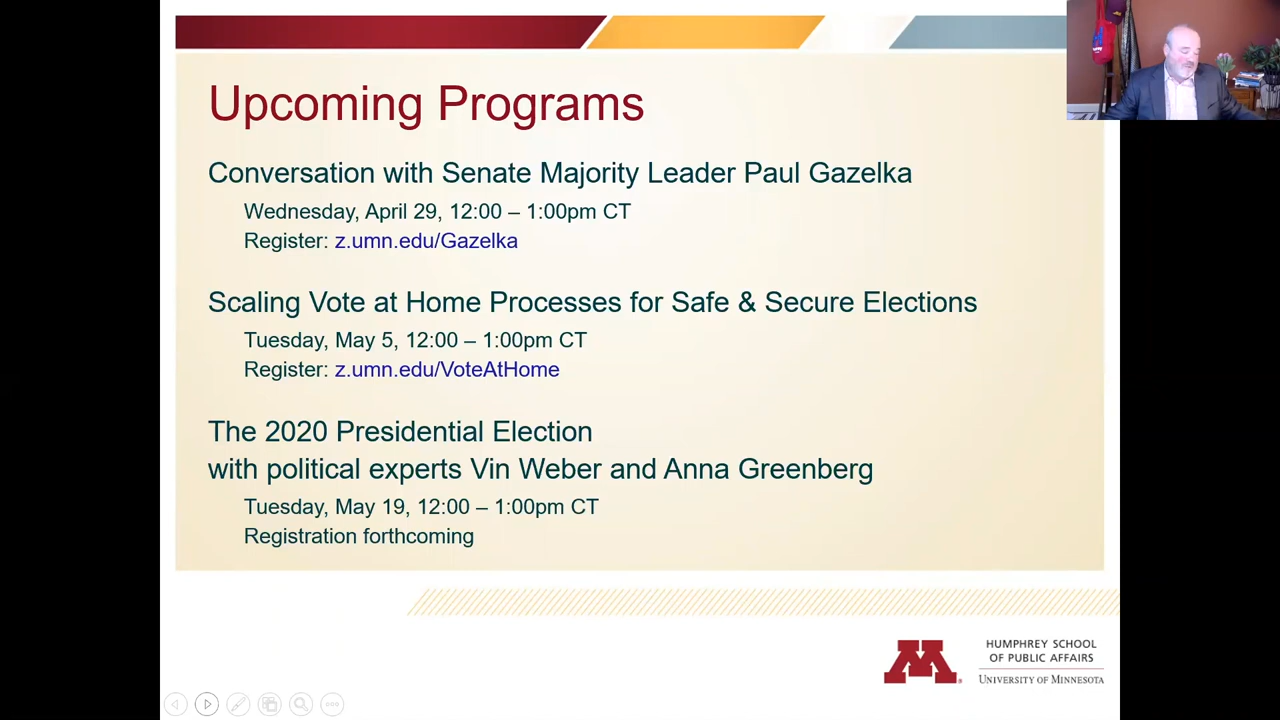 Upcoming Programs
Conversation with Senate Majority Leader Paul Gazelka
Wednesday, April 29, 12:00 – 1:00pm CT
Register: z.umn.edu/Gazelka
Scaling Vote at Home Processes for Safe & Secure Elections
Tuesday, May 5, 12:00 – 1:00pm CT
Register: z.umn.edu/VoteAtHome
The 2020 Presidential Election
with political experts Vin Weber and Anna Greenberg
Tuesday, May 19, 12:00 – 1:00pm CT
Registration forthcoming
M
HUMPHREY SCHOOL
OF PUBLIC AFFAIRS
UNIVERSITY OF MINNESOTA